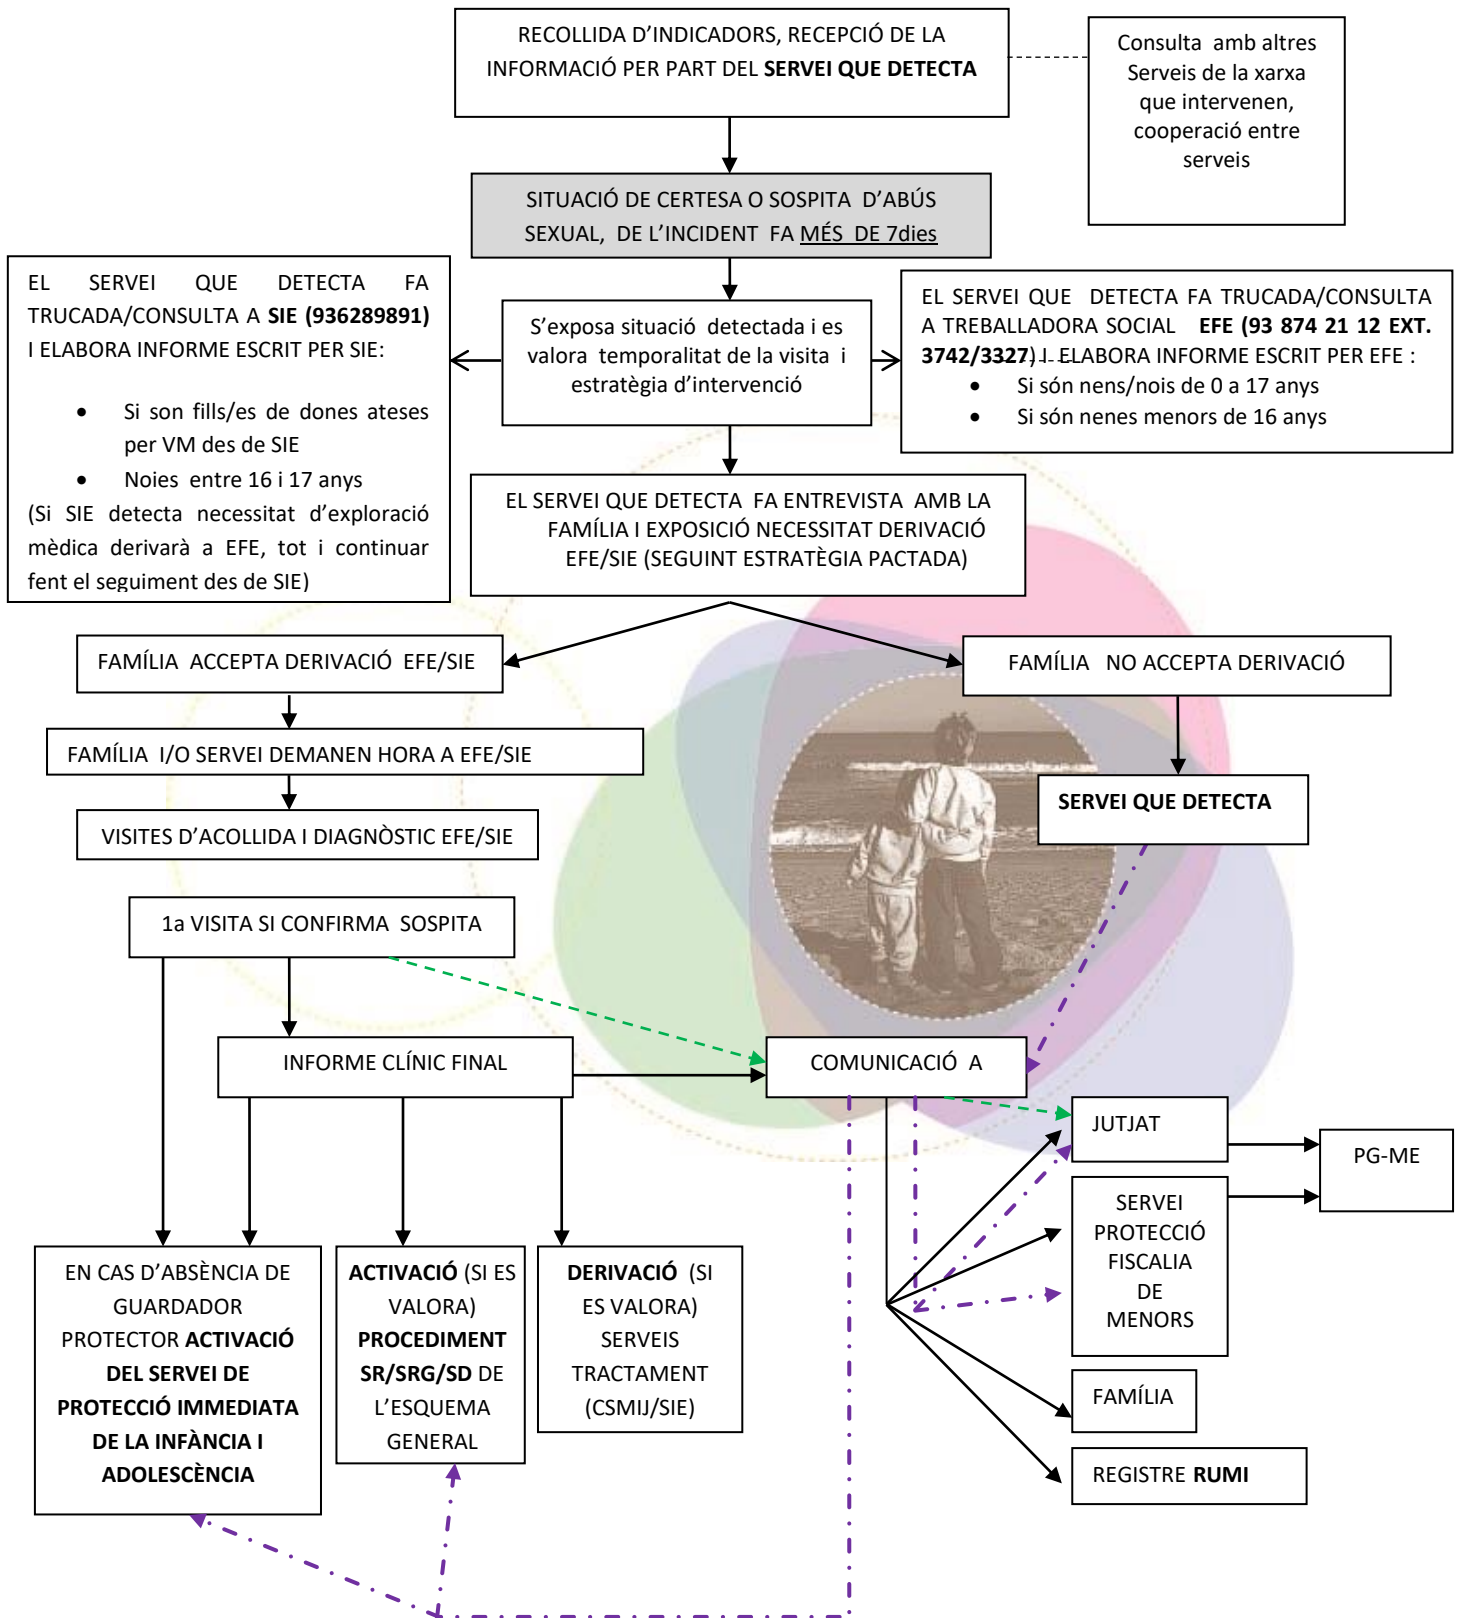 RECOLLIDA D’INDICADORS, RECEPCIÓ DE LA
INFORMACIÓ PER PART DEL SERVEI QUE DETECTA
Consulta amb altres
Serveis de la xarxa
que intervenen,
cooperació entre
serveis
SITUACIÓ DE CERTESA O SOSPITA D’ABÚS
SEXUAL, DE L’INCIDENT FA MÉS DE 7dies
EL SERVEI QUE DETECTA FA
TRUCADA/CONSULTA A SIE (936289891)
I ELABORA INFORME ESCRIT PER SIE:
• Si son fills/es de dones ateses
per VM des de SIE
• Noies entre 16 i 17 anys
(Si SIE detecta necessitat d’exploració
mèdica derivarà a EFE, tot i continuar
fent el seguiment des de SIE)
S’exposa situació detectada i es
valora temporalitat de la visita i
estratègia d’intervenció
EL SERVEI QUE DETECTA FA TRUCADA/CONSULTA
A TREBALLADORA SOCIAL EFE (93 874 21 12 EXT.
3742/3327) I ELABORA INFORME ESCRIT PER EFE :
• Si són nens/nois de 0 a 17 anys
• Si són nenes menors de 16 anys
EL SERVEI QUE DETECTA FA ENTREVISTA AMB LA
FAMÍLIA I EXPOSICIÓ NECESSITAT DERIVACIÓ
EFE/SIE (SEGUINT ESTRATÈGIA PACTADA)
FAMÍLIA ACCEPTA DERIVACIÓ EFE/SIE
FAMÍLIA NO ACCEPTA DERIVACIÓ
FAMÍLIA I/O SERVEI DEMANEN HORA A EFE/SIE
SERVEI QUE DETECTA
VISITES D’ACOLLIDA I DIAGNÒSTIC EFE/SIE
1a VISITA SI CONFIRMA SOSPITA
INFORME CLÍNIC FINAL
COMUNICACIÓ A
JUTJAT
PG-ME
SERVEI
PROTECCIÓ
FISCALIA
DE
MENORS
FAMÍLIA
REGISTRE RUMI
EN CAS D’ABSÈNCIA DE
GUARDADOR
PROTECTOR ACTIVACIÓ
DEL SERVEI DE
PROTECCIÓ IMMEDIATA
DE LA INFÀNCIA I
ADOLESCÈNCIA
ACTIVACIÓ (SI ES
VALORA)
PROCEDIMENT
SR/SRG/SD DE
L’ESQUEMA
GENERAL
DERIVACIÓ (SI
ES VALORA)
SERVEIS
TRACTAMENT
(CSMIJ/SIE)